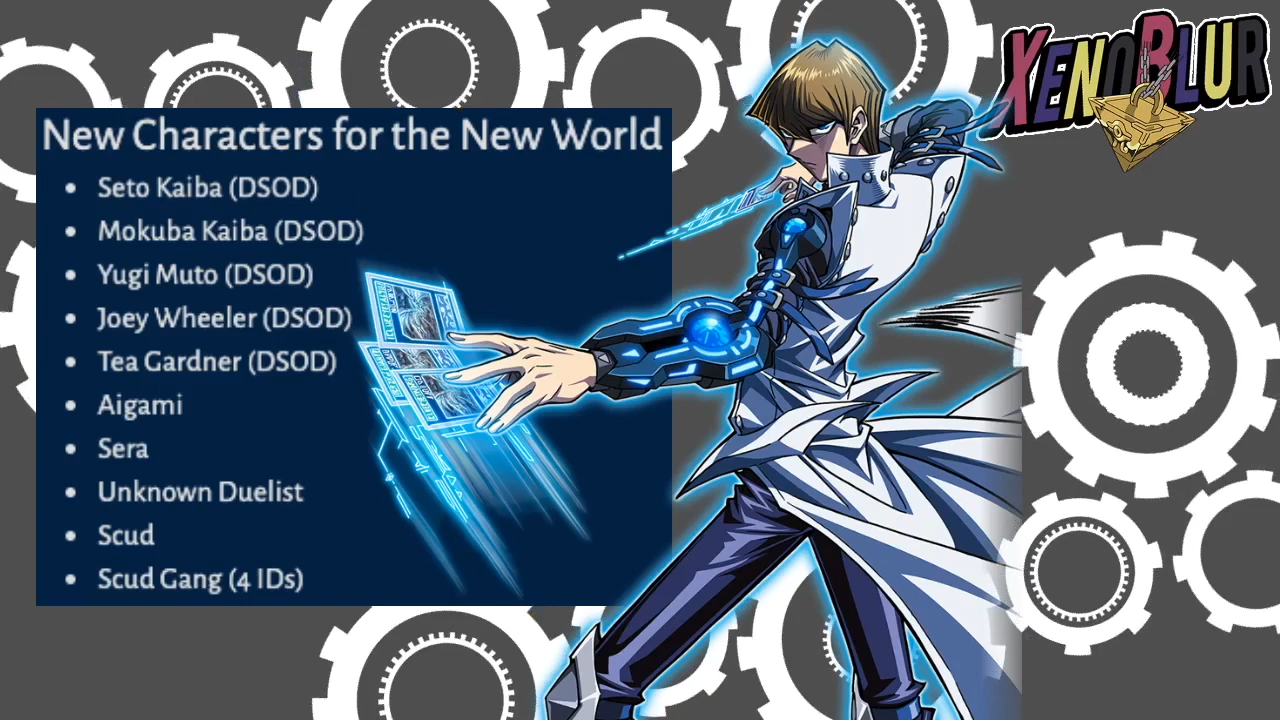 XENOBLUR
New Characters for the New World
• Seto Kaiba (DSOD)
• Mokuba Kaiba (DSOD)
• Yugi Muto (DSOD)
• Joey Wheeler (DSOD)
• Tea Gardner (DSOD)
• Aigami
• Sera
• Unknown Duelist
• Scud
• Scud Gang (4 IDs)